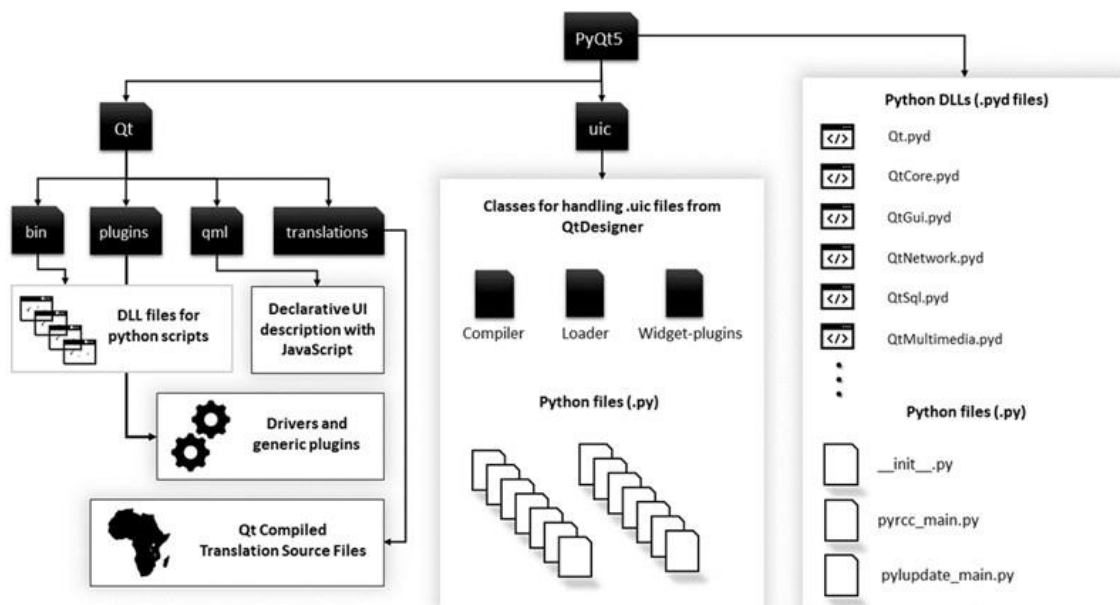 PyQt5
Qt
uic
bin
plugins
qml
translations
DLL files for
python scripts
Declarative UI
description with
JavaScript
Drivers and
generic plugins
Qt Compiled
Translation Source Files
Classes for handling .uic files from
QtDesigner
Compiler
Loader
Widget-plugins
Python files (.py)
Python DLLs (.pyd files)
</>
Qt.pyd
</>
QtCore.pyd
</>
QtGui.pyd
</>
QtNetwork.pyd
</>
QtSql.pyd
</>
QtMultimedia.pyd
Python files (.py)
__init__.py
pyrcc_main.py
pylupdate_main.py